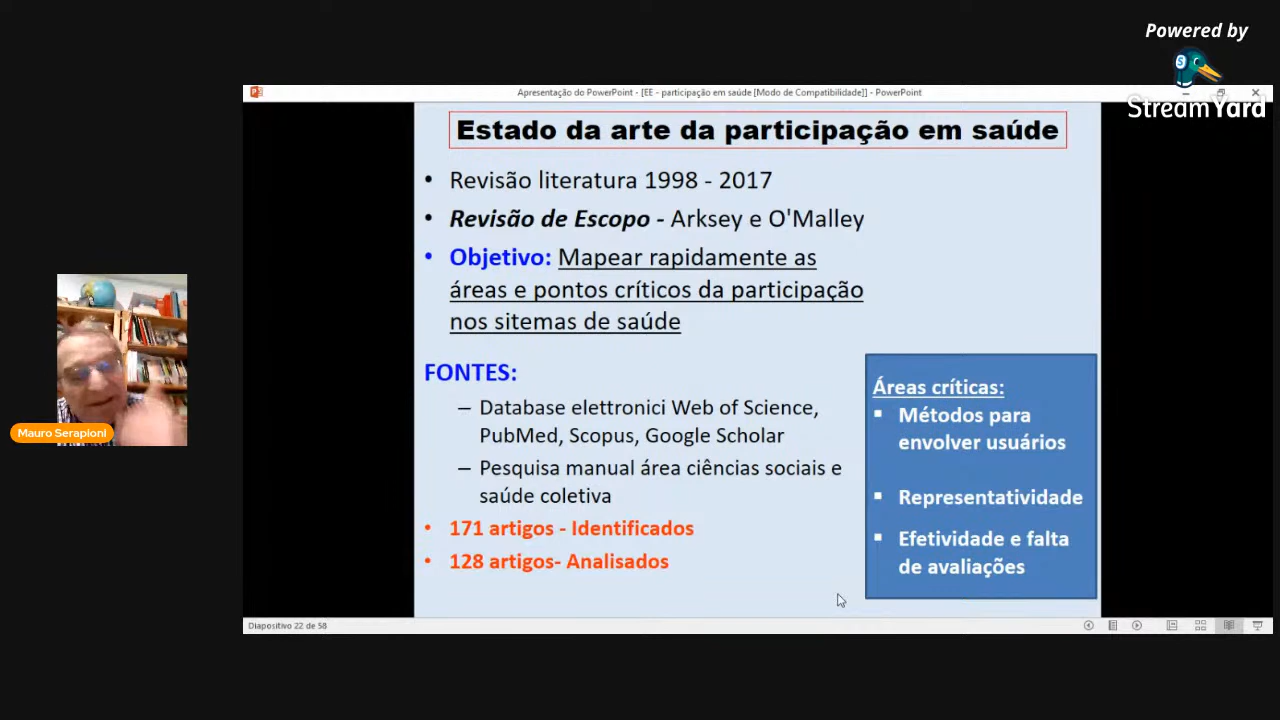 Powered by
StreamYard
Apresentação do PowerPoint - [EE - participação em saúde [Modo de Compatibilidade]] - PowerPoint
Estado da arte da participação em saúde
• Revisão literatura 1998 - 2017
• Revisão de Escopo - Arksey e O'Malley
• Objetivo: Mapear rapidamente as
áreas e pontos críticos da participação
nos sitemas de saúde
FONTES:
– Database elettronici Web of Science,
PubMed, Scopus, Google Scholar
– Pesquisa manual área ciências sociais e
saúde coletiva
• 171 artigos - Identificados
• 128 artigos- Analisados
Áreas críticas:
▪ Métodos para
envolver usuários
▪ Representatividade
▪ Efetividade e falta
de avaliações
Mauro Serapioni
Diapositivo 22 de 58